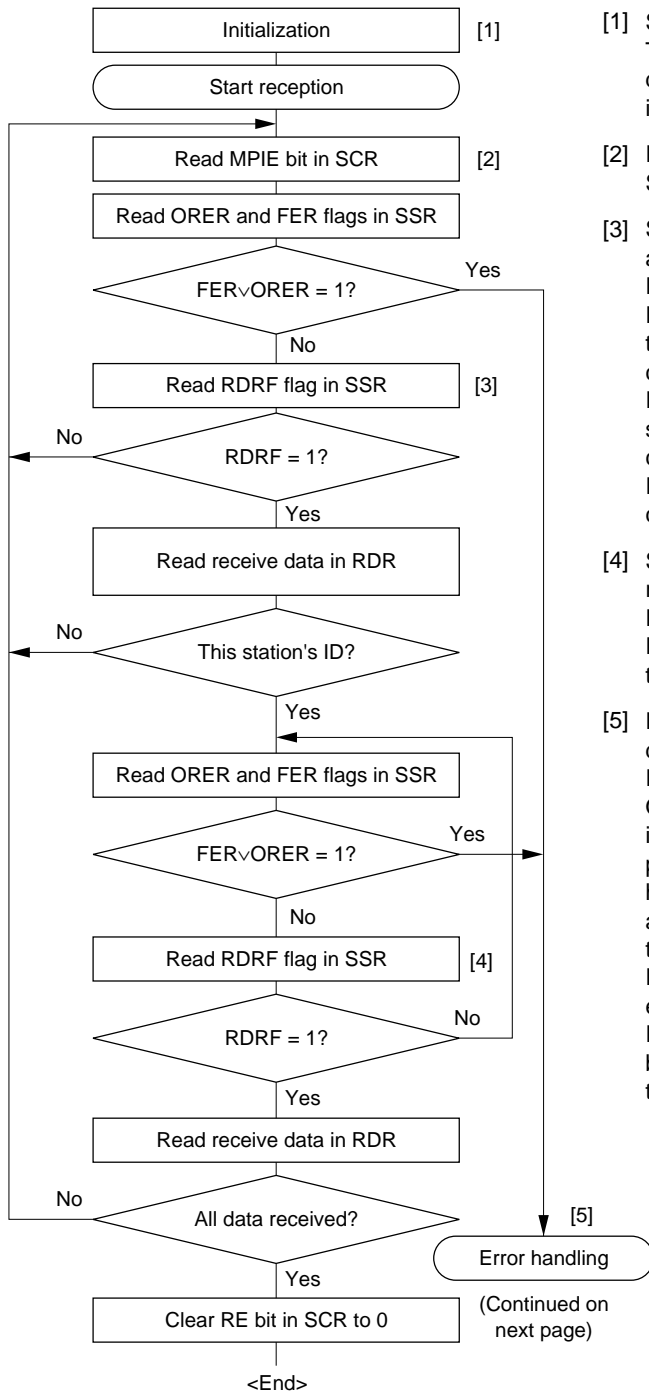 Initialization [1]
Start reception
Read MPIE bit in SCR [2]
Read ORER and FER flags in SSR
FER∨ORER = 1?
Yes
No
Read RDRF flag in SSR [3]
No
RDRF = 1?
Yes
Read receive data in RDR
No
This station's ID?
Yes
Read ORER and FER flags in SSR
FER∨ORER = 1?
Yes
No
Read RDRF flag in SSR [4]
RDRF = 1?
No
Yes
Read receive data in RDR
No
All data received?
Yes
[5]
Error handling
(Continued on
next page)
Clear RE bit in SCR to 0
<End>
[1]
[2]
[3]
[4]
[5]